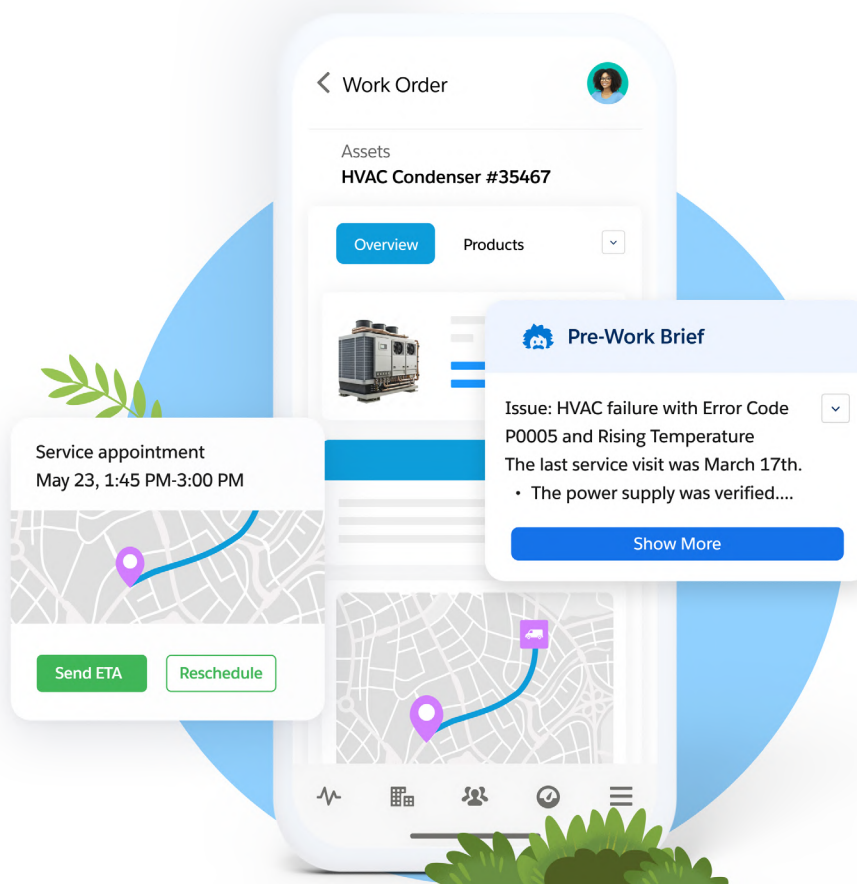 Work Order
Assets
HVAC Condenser #35467
Overview
Products
Pre-Work Brief
Issue: HVAC failure with Error Code
P0005 and Rising Temperature
The last service visit was March 17th.
• The power supply was verified....
Show More
Service appointment
May 23, 1:45 PM-3:00 PM
Send ETA
Reschedule